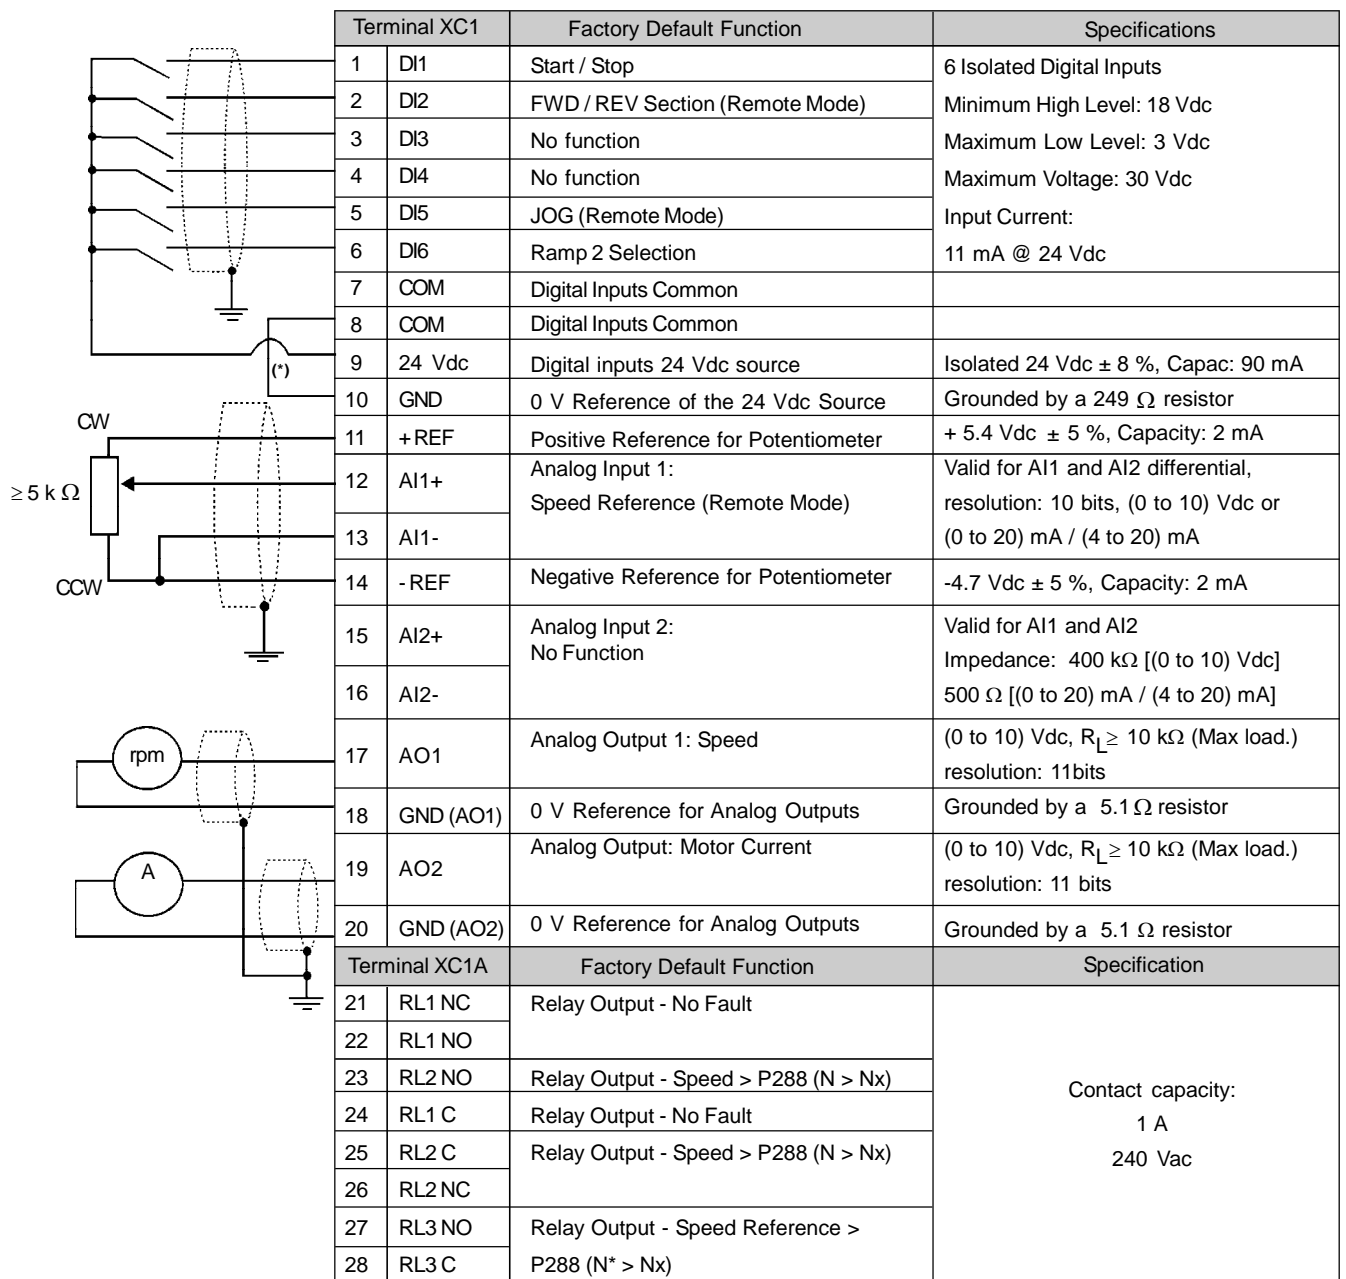 Terminal XC1 Factory Default Function Specifications
1 DI1 Start / Stop 6 Isolated Digital Inputs
2 DI2 FWD / REV Section (Remote Mode) Minimum High Level: 18 Vdc
3 DI3 No function Maximum Low Level: 3 Vdc
4 DI4 No function Maximum Voltage: 30 Vdc
5 DI5 JOG (Remote Mode) Input Current:
6 DI6 Ramp 2 Selection 11 mA @ 24 Vdc
7 COM Digital Inputs Common
8 COM Digital Inputs Common
(*) 9 24 Vdc Digital inputs 24 Vdc source Isolated 24 Vdc ± 8 %, Capac: 90 mA
10 GND 0 V Reference of the 24 Vdc Source Grounded by a 249 Ω resistor
CW
11 +REF Positive Reference for Potentiometer + 5.4 Vdc ± 5 %, Capacity: 2 mA
≥ 5 k Ω
12 AI1+ Analog Input 1: Valid for AI1 and AI2 differential,
Speed Reference (Remote Mode) resolution: 10 bits, (0 to 10) Vdc or
13 AI1- (0 to 20) mA / (4 to 20) mA
CCW
14 -REF Negative Reference for Potentiometer -4.7 Vdc ± 5 %, Capacity: 2 mA
15 AI2+ Analog Input 2: Valid for AI1 and AI2
No Function Impedance: 400 kΩ [(0 to 10) Vdc]
16 AI2- 500 Ω [(0 to 20) mA / (4 to 20) mA]
rpm 17 AO1 Analog Output 1: Speed (0 to 10) Vdc, RL ≥ 10 kΩ (Max load.)
resolution: 11bits
18 GND (AO1) 0 V Reference for Analog Outputs Grounded by a 5.1 Ω resistor
A 19 AO2 Analog Output: Motor Current (0 to 10) Vdc, RL ≥ 10 kΩ (Max load.)
resolution: 11 bits
20 GND (AO2) 0 V Reference for Analog Outputs Grounded by a 5.1 Ω resistor
Terminal XC1A Factory Default Function Specification
21 RL1 NC Relay Output - No Fault
22 RL1 NO
23 RL2 NO Relay Output - Speed > P288 (N > Nx) Contact capacity:
24 RL1 C Relay Output - No Fault 1 A
25 RL2 C Relay Output - Speed > P288 (N > Nx) 240 Vac
26 RL2 NC
27 RL3 NO Relay Output - Speed Reference >
28 RL3 C P288 (N* > Nx)